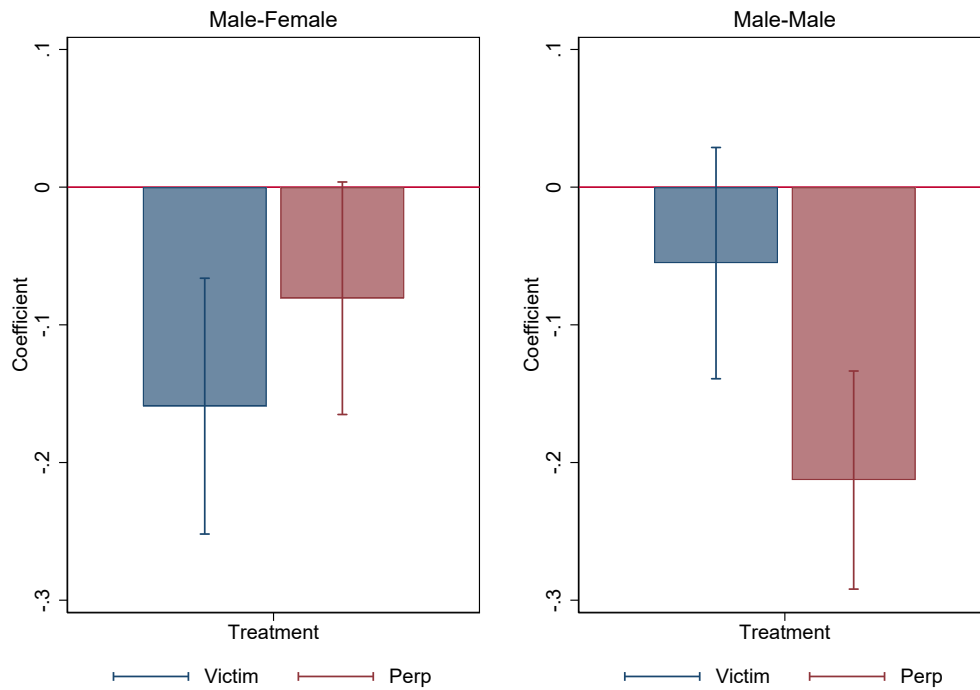 Male-Female
.1
0
-.1
-.2
-.3
Coefficient
Treatment
Victim Perp
Male-Male
.1
0
-.1
-.2
-.3
Coefficient
Treatment
Victim Perp